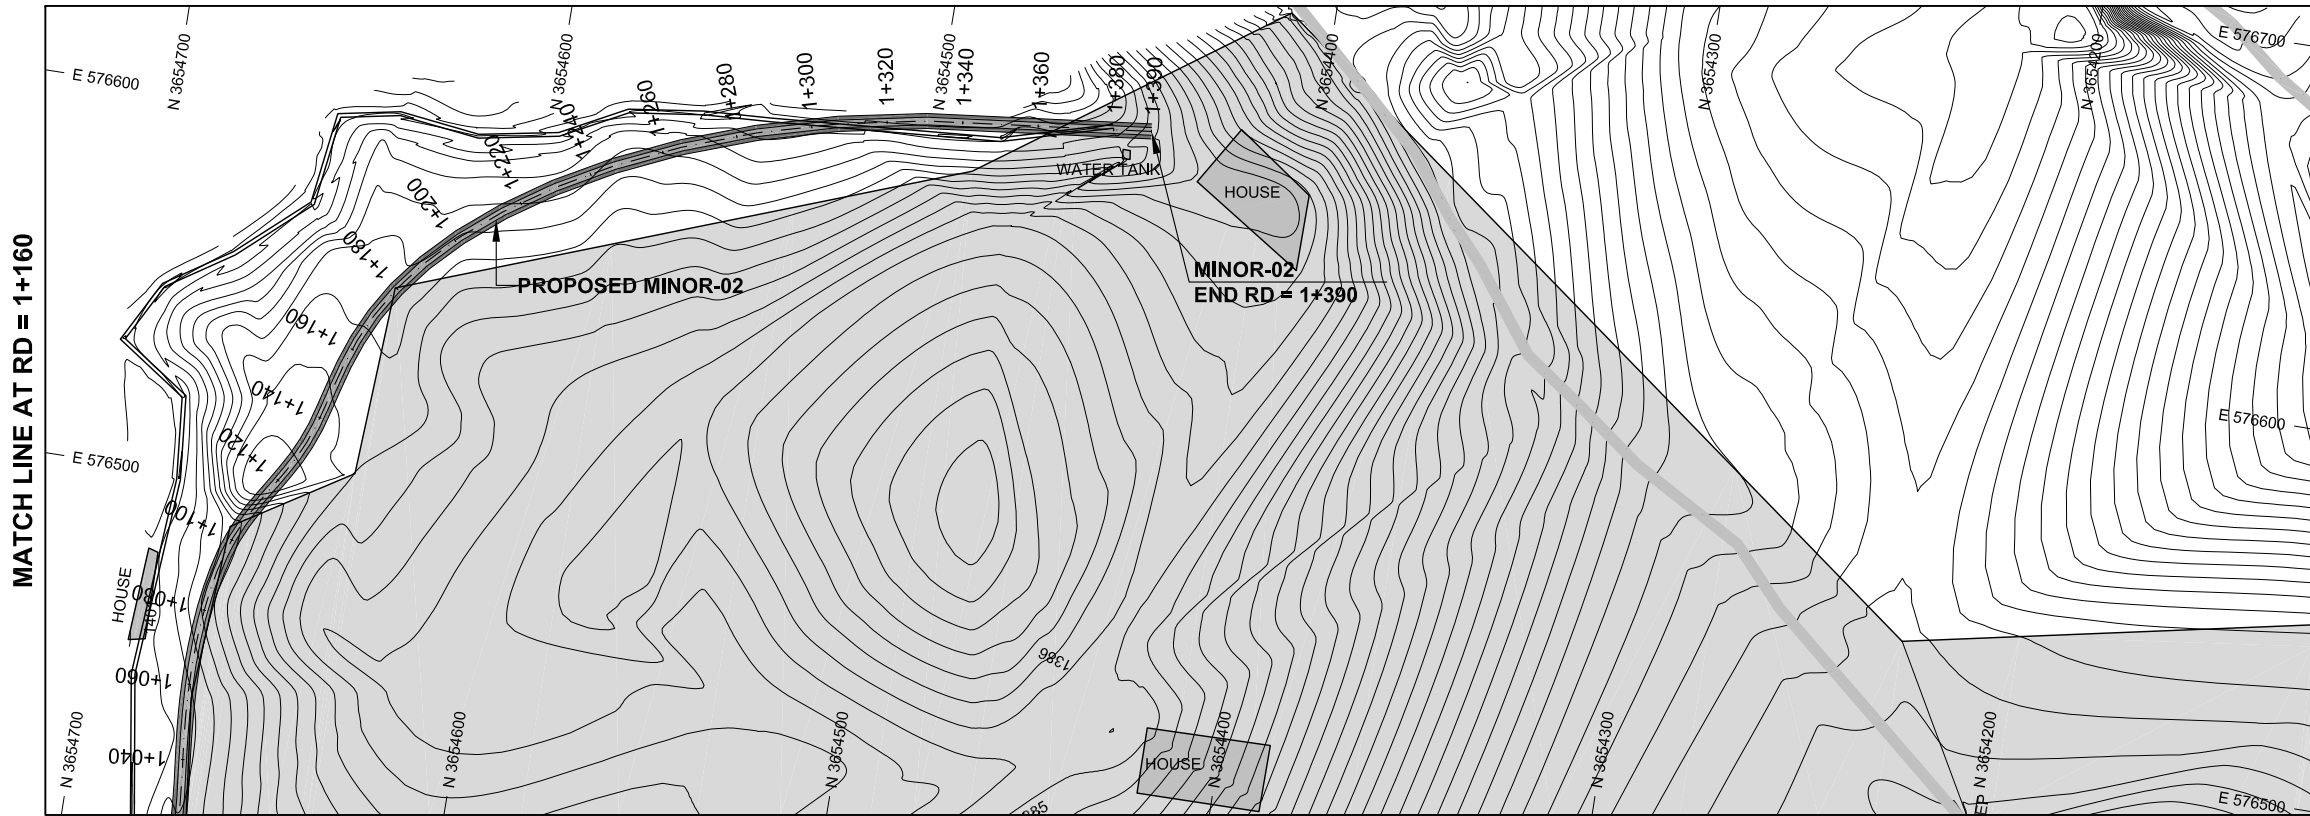 MATCH LINE AT RD = 1+160
E 576600
N 3654700
N 3654600
N 3654500
N 3654400
N 3654300
N 3654200
E 576700
1+220
1+240
1+260
1+280
1+300
1+320
1+340
1+360
1+380
1+390
1+200
1+180
1+160
1+140
1+120
1+100
1+080
1+060
1+040
WATER TANK
HOUSE
PROPOSED MINOR-02
MINOR-02
END RD = 1+390
E 576600
E 576500
HOUSE
1386
N 3654700
N 3654600
N 3654500
N 3654400
N 3654300
N 3654200
HOUSE
EP
E 576500